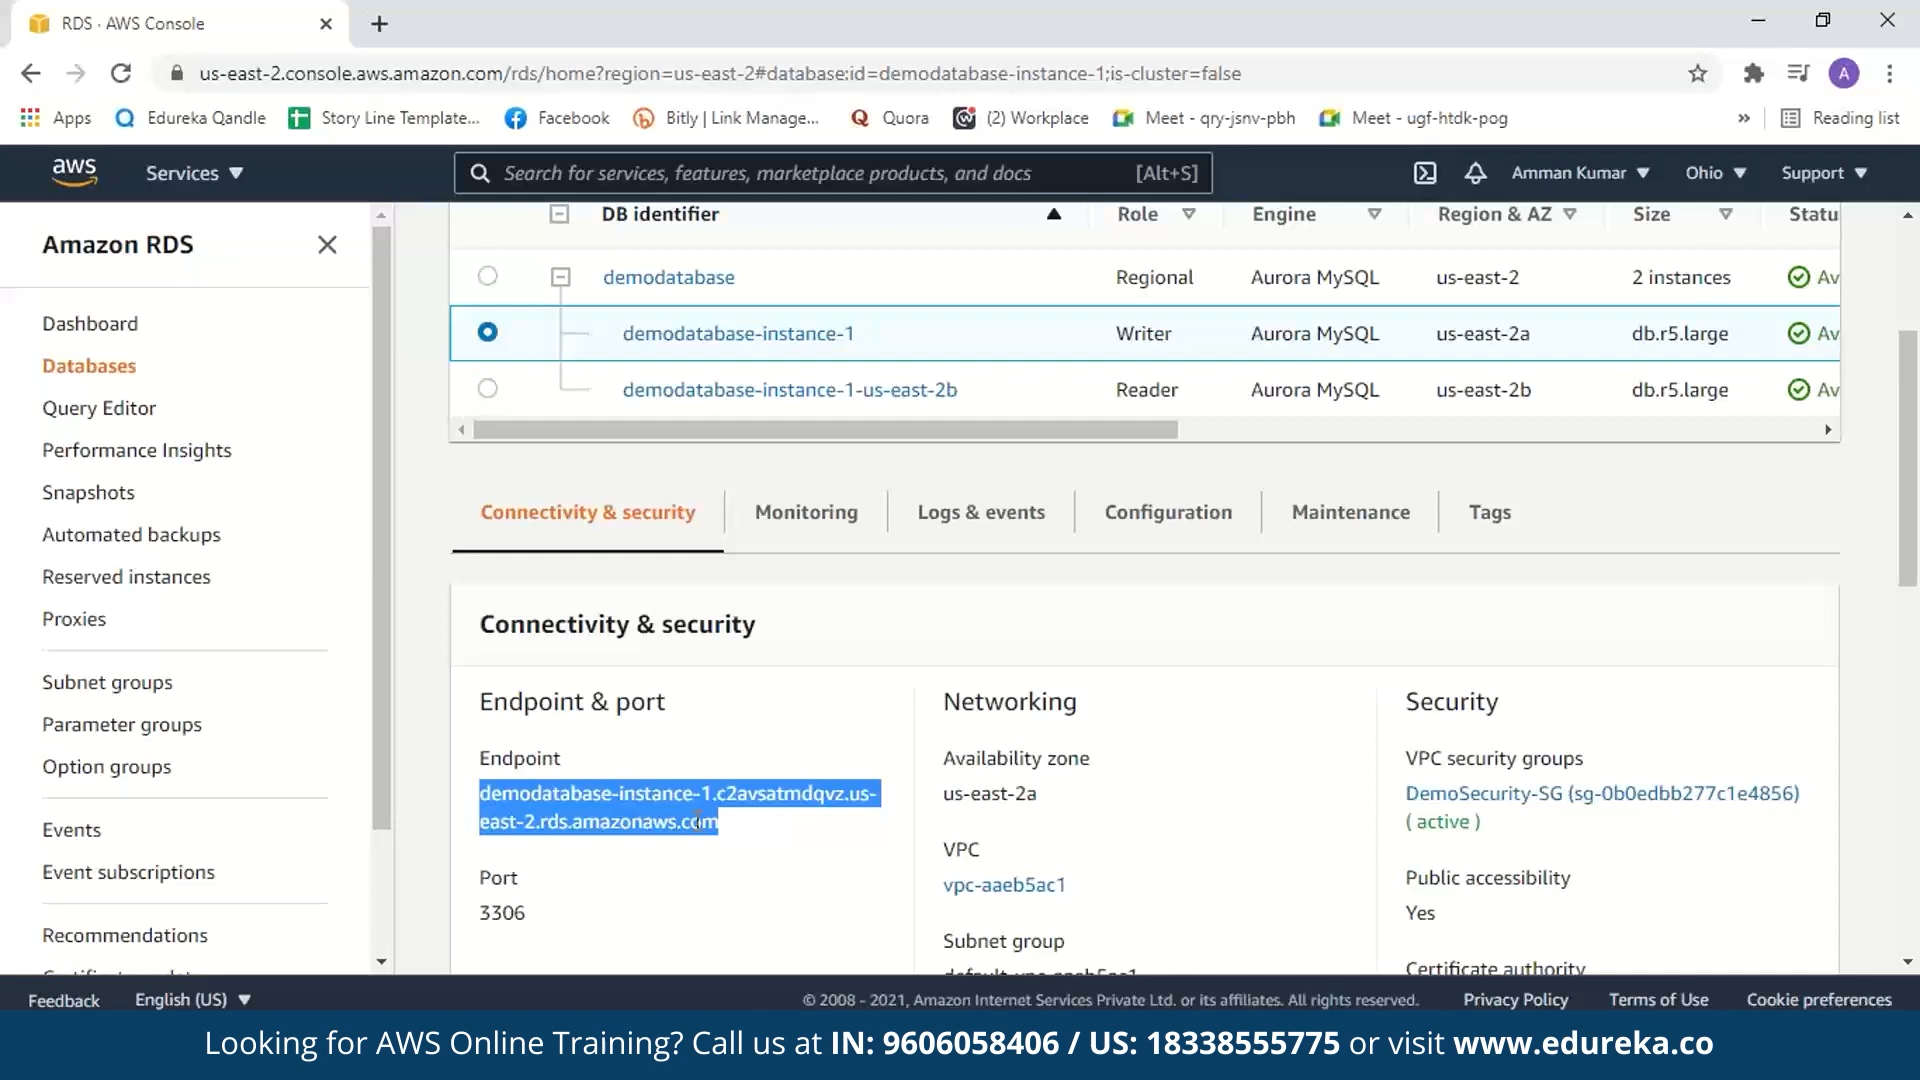 RDS · AWS Console
us-east-2.console.aws.amazon.com/rds/home?region=us-east-2#database:id=demodatabase-instance-1;is-cluster=false
A
Apps Edureka Qandle Story Line Template... Facebook Bitly | Link Manage... Quora (2) Workplace Meet - qry-jsnv-pbh Meet - ugf-htdk-pog » Reading list
aws Services Search for services, features, marketplace products, and docs [Alt+S] Amman Kumar Ohio Support
Amazon RDS
Dashboard
Databases
Query Editor
Performance Insights
Snapshots
Automated backups
Reserved instances
Proxies
Subnet groups
Parameter groups
Option groups
Events
Event subscriptions
Recommendations
DB identifier Role Engine Region & AZ Size Statu
demodatabase Regional Aurora MySQL us-east-2 2 instances Av
demodatabase-instance-1 Writer Aurora MySQL us-east-2a db.r5.large Av
demodatabase-instance-1-us-east-2b Reader Aurora MySQL us-east-2b db.r5.large Av
Connectivity & security Monitoring Logs & events Configuration Maintenance Tags
Connectivity & security
Endpoint & port
Endpoint
demodatabase-instance-1.c2avsatmdqvz.us-
east-2.rds.amazonaws.com
Port
3306
Networking
Availability zone
us-east-2a
VPC
vpc-aaeb5ac1
Subnet group
Security
VPC security groups
DemoSecurity-SG (sg-0b0edbb277c1e4856)
( active )
Public accessibility
Yes
Certificate authority
Feedback English (US) © 2008 - 2021, Amazon Internet Services Private Ltd. or its affiliates. All rights reserved. Privacy Policy Terms of Use Cookie preferences
Looking for AWS Online Training? Call us at IN: 9606058406 / US: 18338555775 or visit www.edureka.co